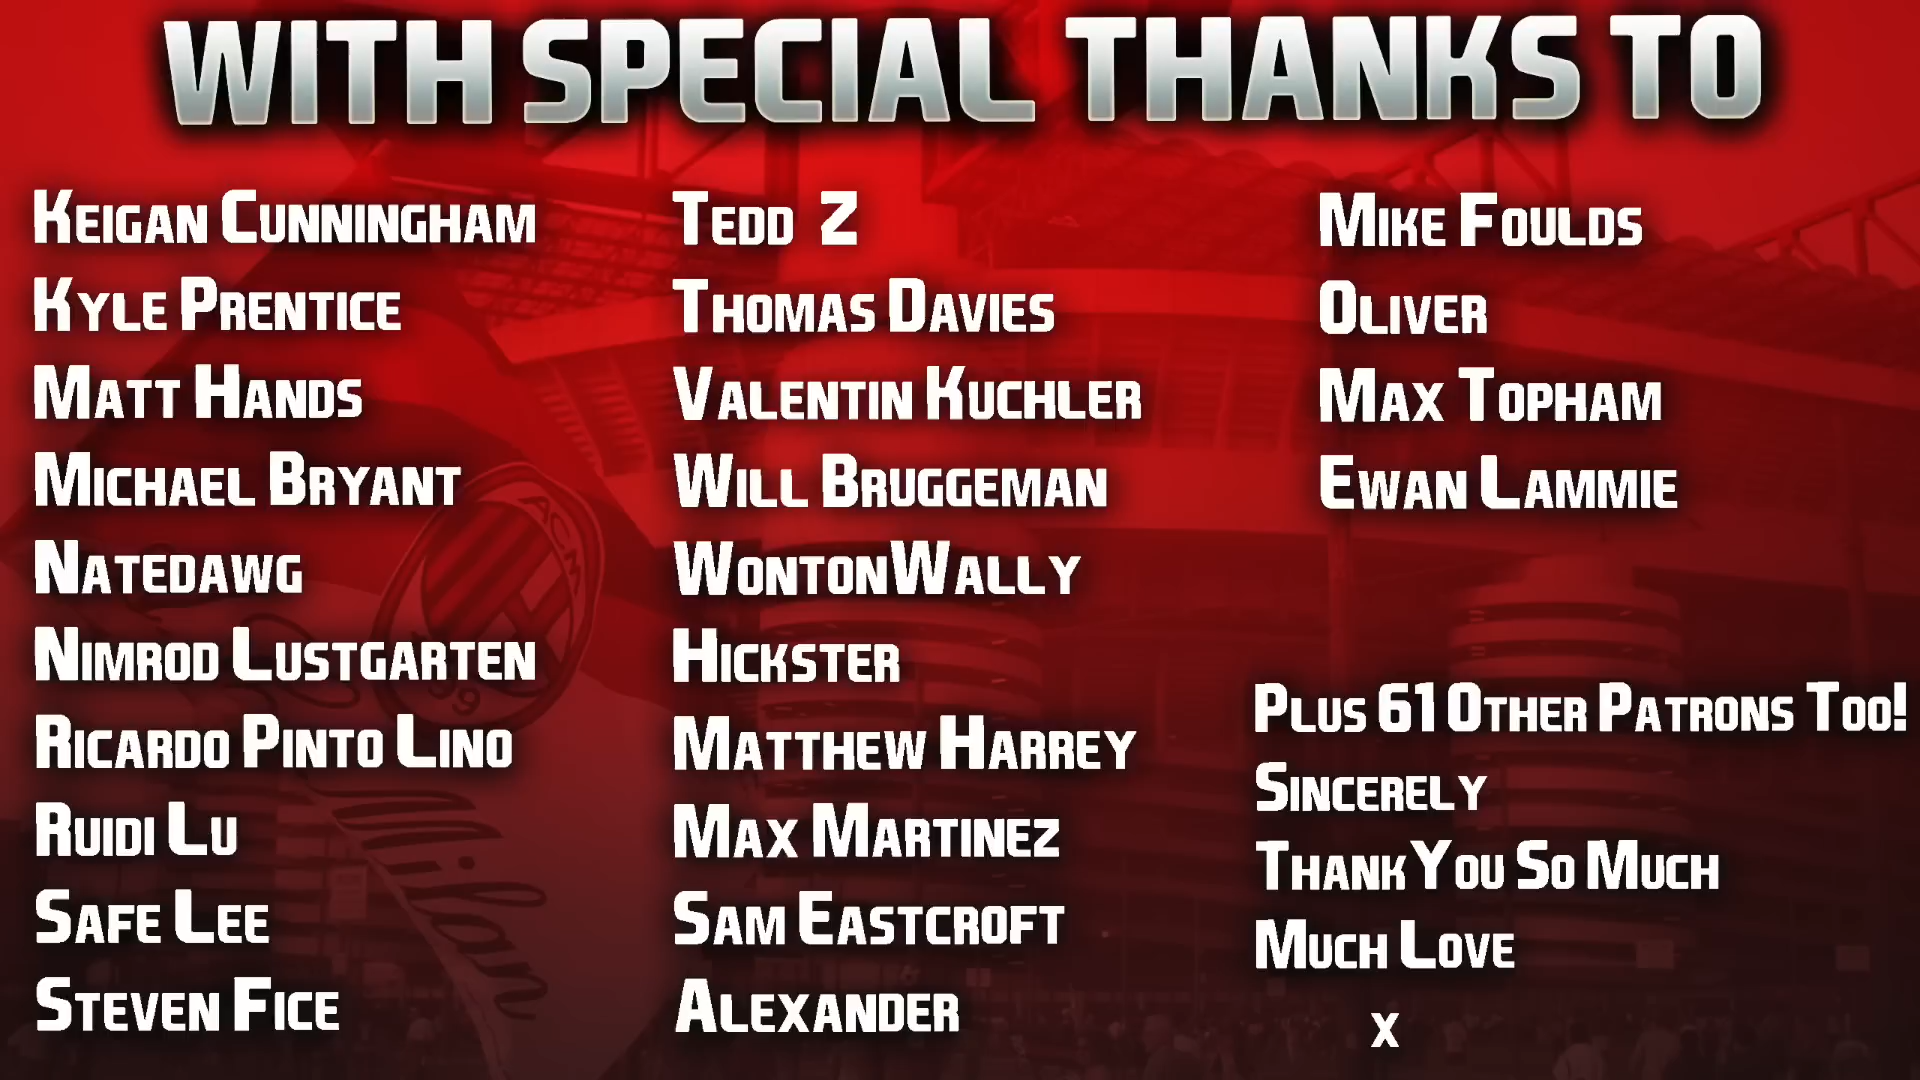 WITH SPECIAL THANKS TO
Keigan Cunningham
Kyle Prentice
Matt Hands
Michael Bryant
Natedawg
Nimrod Lustgarten
Ricardo Pinto Lino
Ruidi Lu
Safe Lee
Steven Fice
Tedd Z
Thomas Davies
Valentin Kuchler
Will Bruggeman
WontonWally
Hickster
Matthew Harrey
Max Martinez
Sam Eastcroft
Alexander
Mike Foulds
Oliver
Max Topham
Ewan Lammie
Plus 61 Other Patrons Too!
Sincerely
Thank You So Much
Much Love
x
ACM
Milan